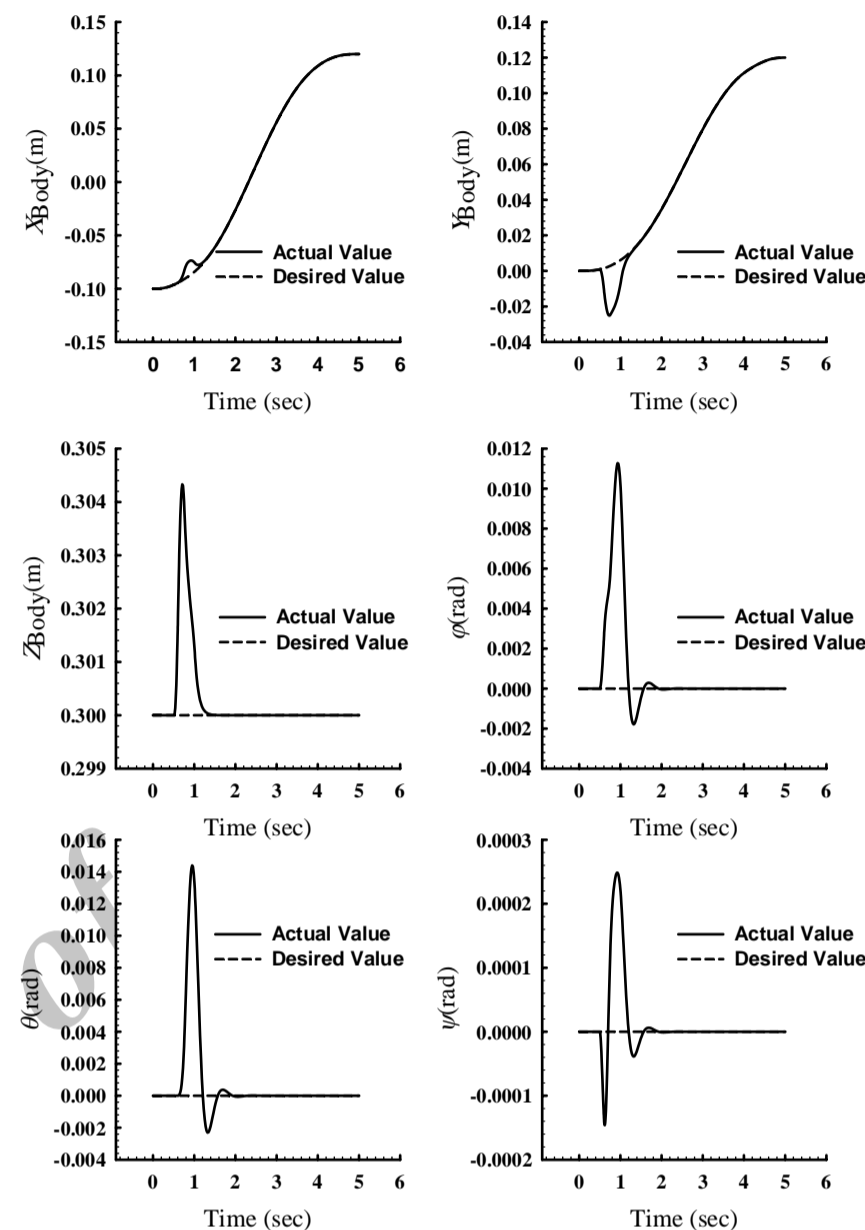 0.15
0.10
0.05
0.00
-0.05
-0.10
-0.15
X Body(m)
Actual Value
Desired Value
0 1 2 3 4 5 6
Time (sec)
0.14
0.12
0.10
0.08
0.06
0.04
0.02
0.00
-0.02
-0.04
Y Body(m)
Actual Value
Desired Value
0 1 2 3 4 5 6
Time (sec)
0.305
0.304
0.303
0.302
0.301
0.300
0.299
Z Body(m)
Actual Value
Desired Value
0 1 2 3 4 5 6
Time (sec)
0.012
0.010
0.008
0.006
0.004
0.002
0.000
-0.002
-0.004
φ(rad)
Actual Value
Desired Value
0 1 2 3 4 5 6
Time (sec)
0.016
0.014
0.012
0.010
0.008
0.006
0.004
0.002
0.000
-0.002
-0.004
θ(rad)
Actual Value
Desired Value
0 1 2 3 4 5 6
Time (sec)
0.0003
0.0002
0.0001
0.0000
-0.0001
-0.0002
ψ(rad)
Actual Value
Desired Value
0 1 2 3 4 5 6
Time (sec)
of